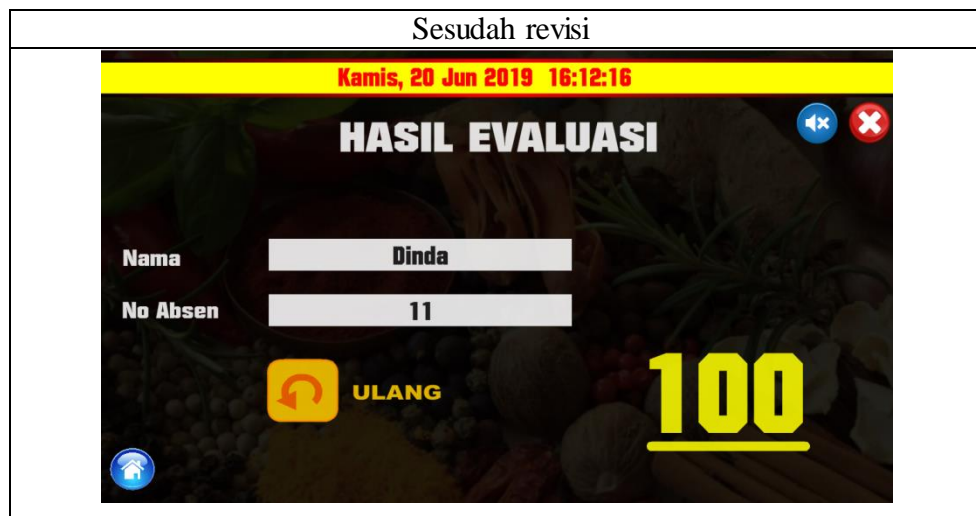 Sesudah revisi
Kamis, 20 Jun 2019 16:12:16
HASIL EVALUASI
Nama Dinda
No Absen 11
ULANG
100